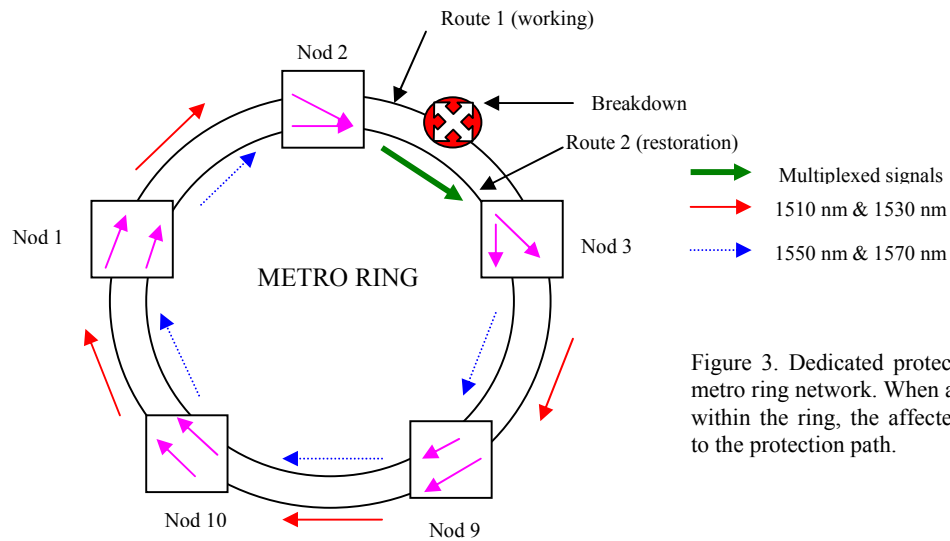 Route 1 (working)
Nod 2
Breakdown
Route 2 (restoration)
Multiplexed signals
1510 nm & 1530 nm
1550 nm & 1570 nm
Nod 1
Nod 3
METRO RING
Figure 3. Dedicated protec
metro ring network. When a
within the ring, the affecte
to the protection path.
Nod 10
Nod 9